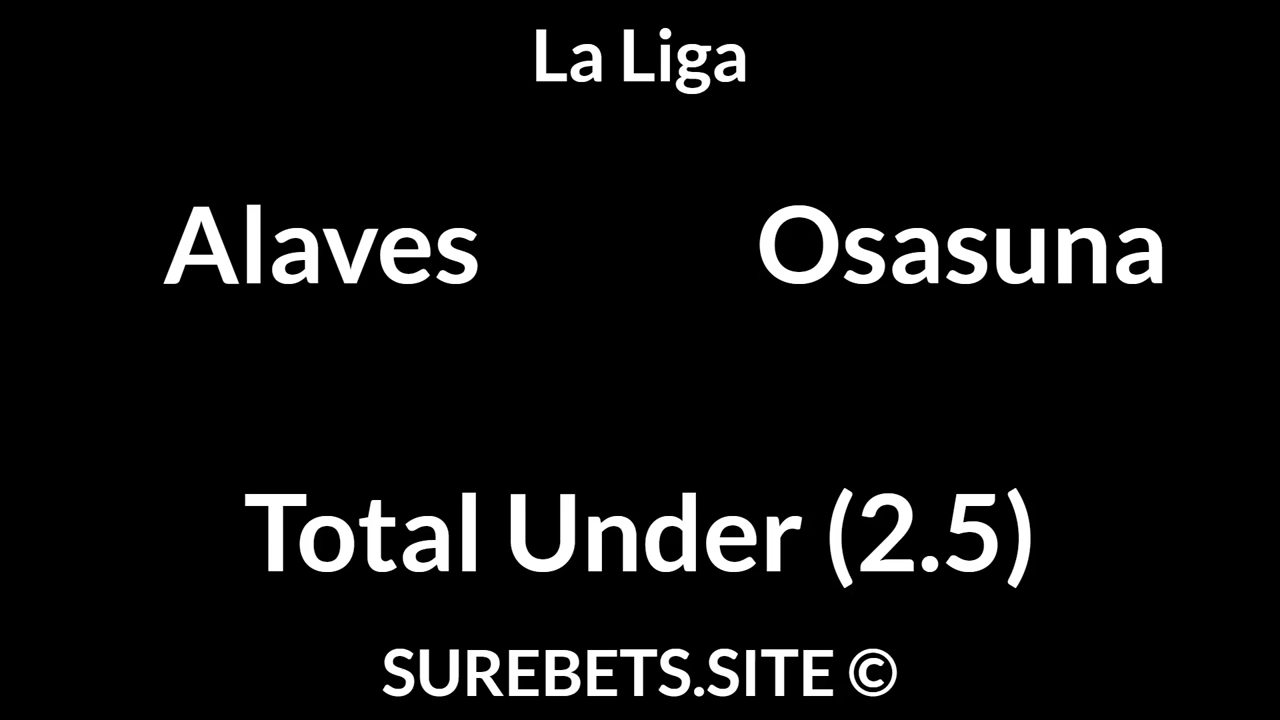 La Liga
Alaves Osasuna
Total Under (2.5)
SUREBETS.SITE ©